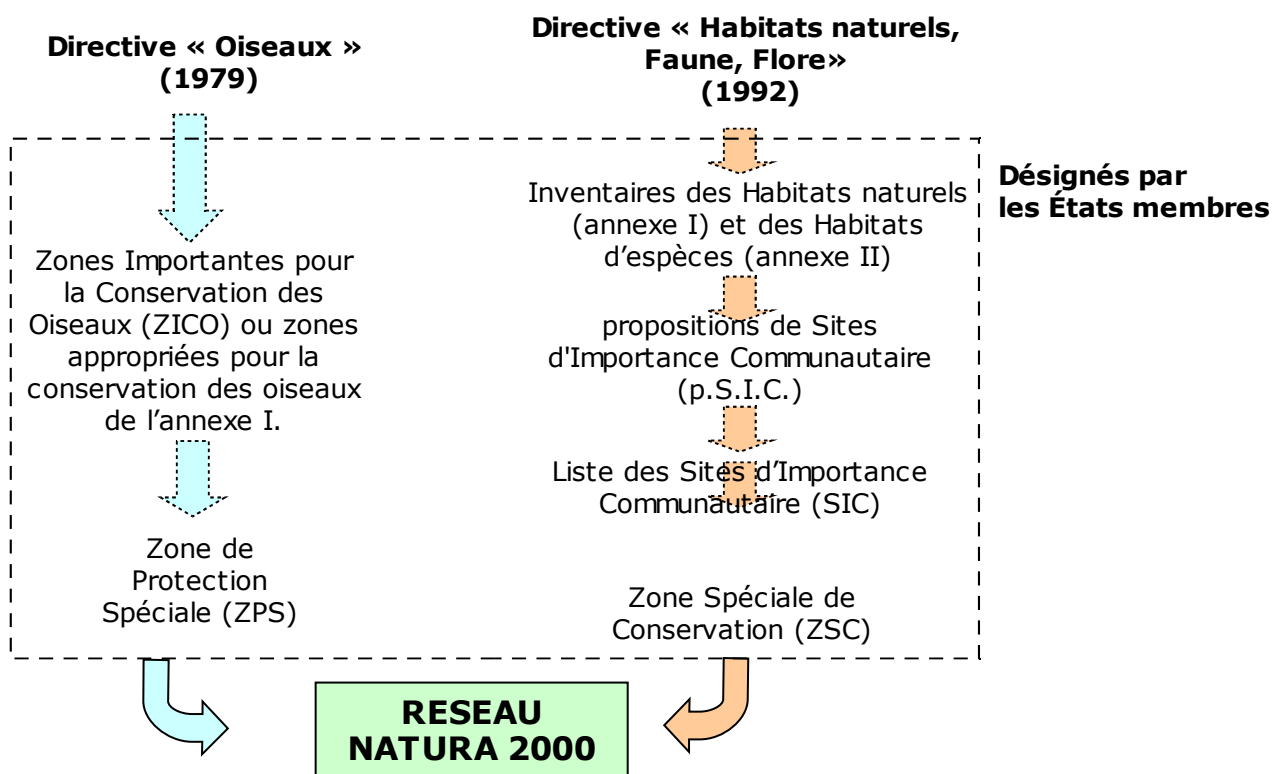 Directive « Oiseaux »
(1979)
Directive « Habitats naturels,
Faune, Flore»
(1992)
Désignés par
les États membres
Zones Importantes pour
la Conservation des
Oiseaux (ZICO) ou zones
appropriées pour la
conservation des oiseaux
de l’annexe I.
Zone de
Protection
Spéciale (ZPS)
Inventaires des Habitats naturels
(annexe I) et des Habitats
d’espèces (annexe II)
propositions de Sites
d'Importance Communautaire
(p.S.I.C.)
Liste des Sites d’Importance
Communautaire (SIC)
Zone Spéciale de
Conservation (ZSC)
RESEAU
NATURA 2000